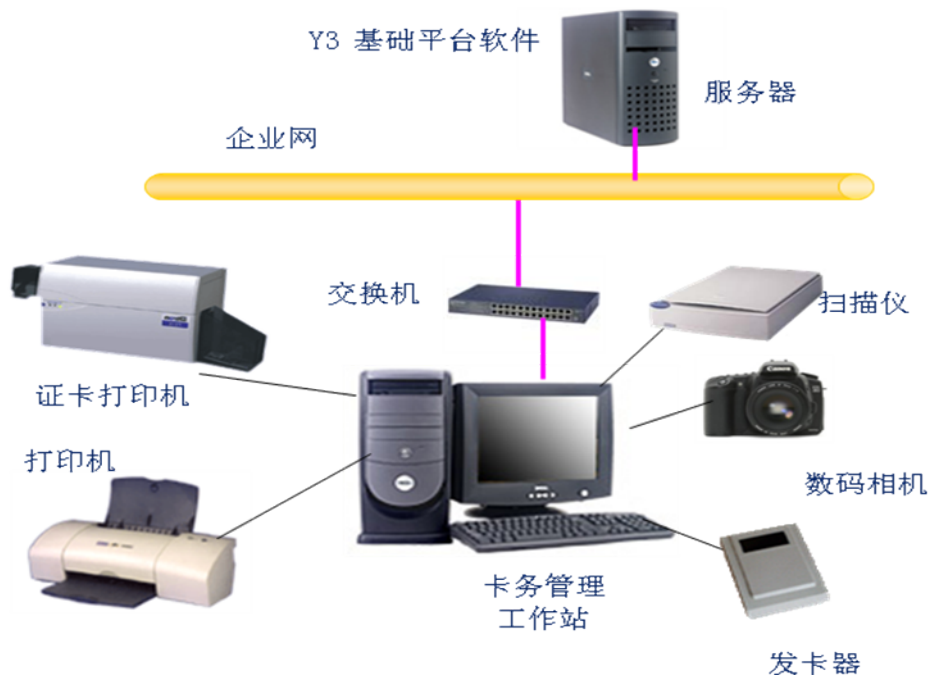 Y3 基础平台软件
服务器
企业网
交换机
扫描仪
Canon
证卡打印机
打印机
数码相机
卡务管理
工作站
发卡器